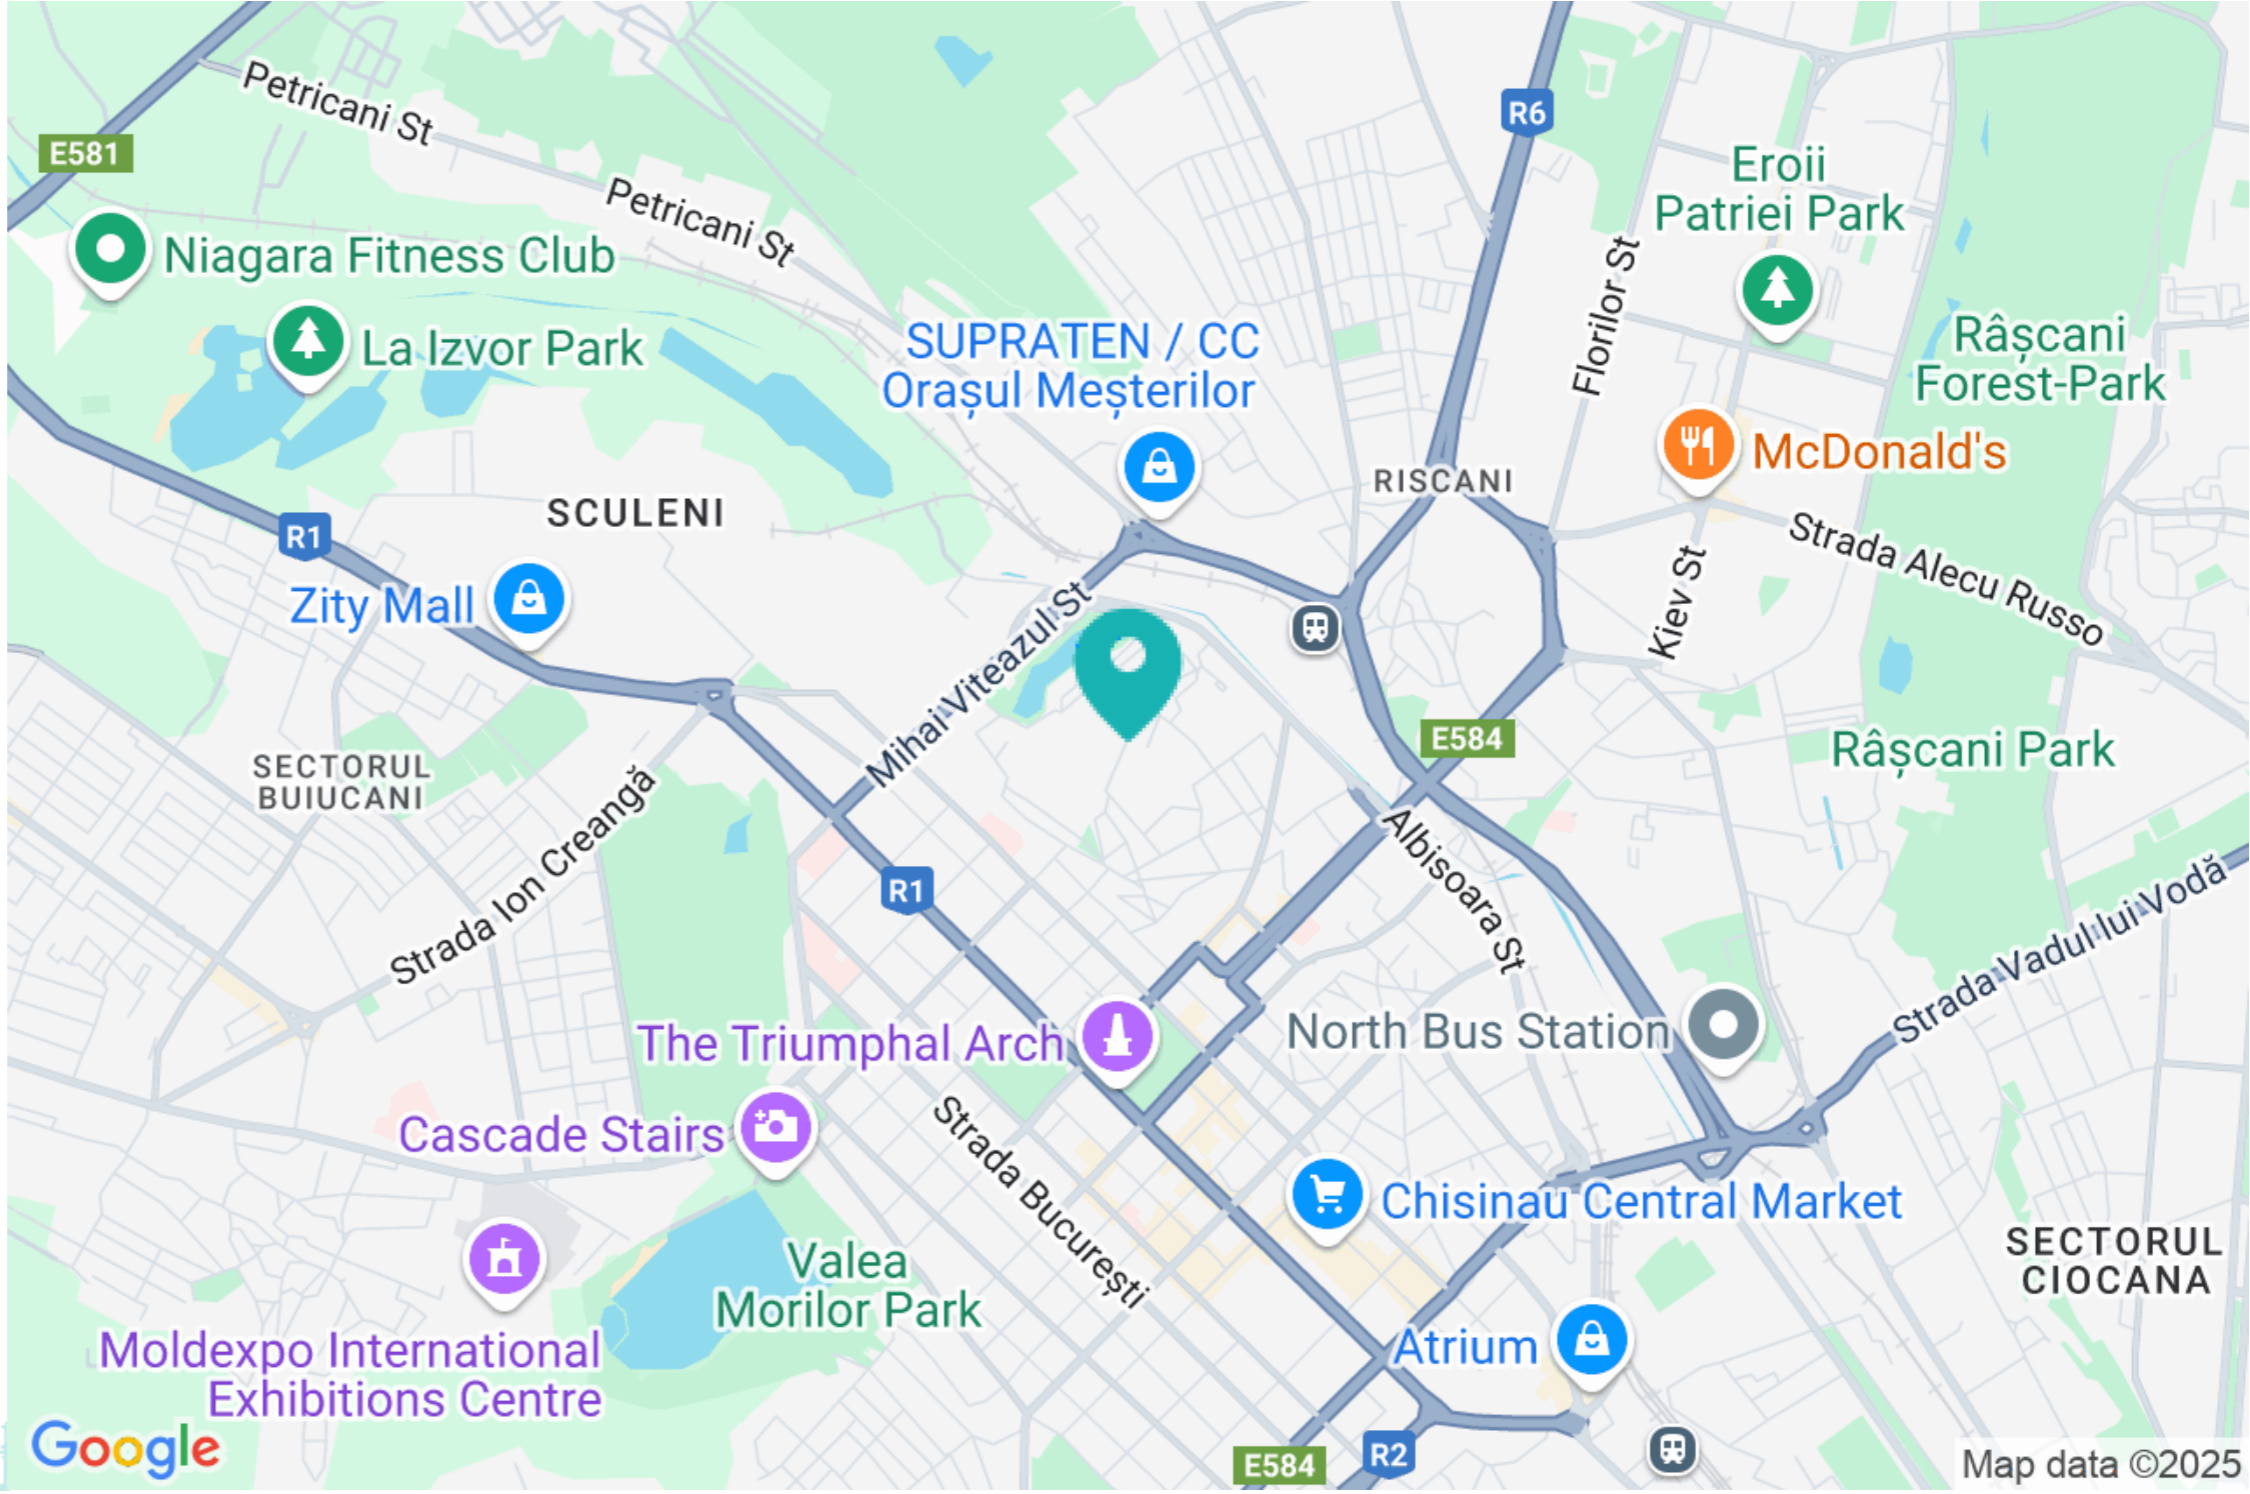 Petricani St
E581
R6
Eroii
Patriei Park
Petricani St
Niagara Fitness Club
Florilor St
La Izvor Park
SUPRATEN / CC
Orașul Meșterilor
Râșcani
Forest-Park
McDonald's
RISCANI
SCULENI
R1
Strada Alecu Russo
Zity Mall
Kiev St
Mihai Viteazul St
E584
Râșcani Park
SECTORUL
BUIUCANI
Strada Ion Creangă
R1
Albisoara St
Strada Vadul lui Vodă
The Triumphal Arch
North Bus Station
Cascade Stairs
Strada București
Chisinau Central Market
SECTORUL
CIOCANA
Valea
Morilor Park
Moldexpo International
Exhibitions Centre
Atrium
Google
E584
R2
Map data ©2025